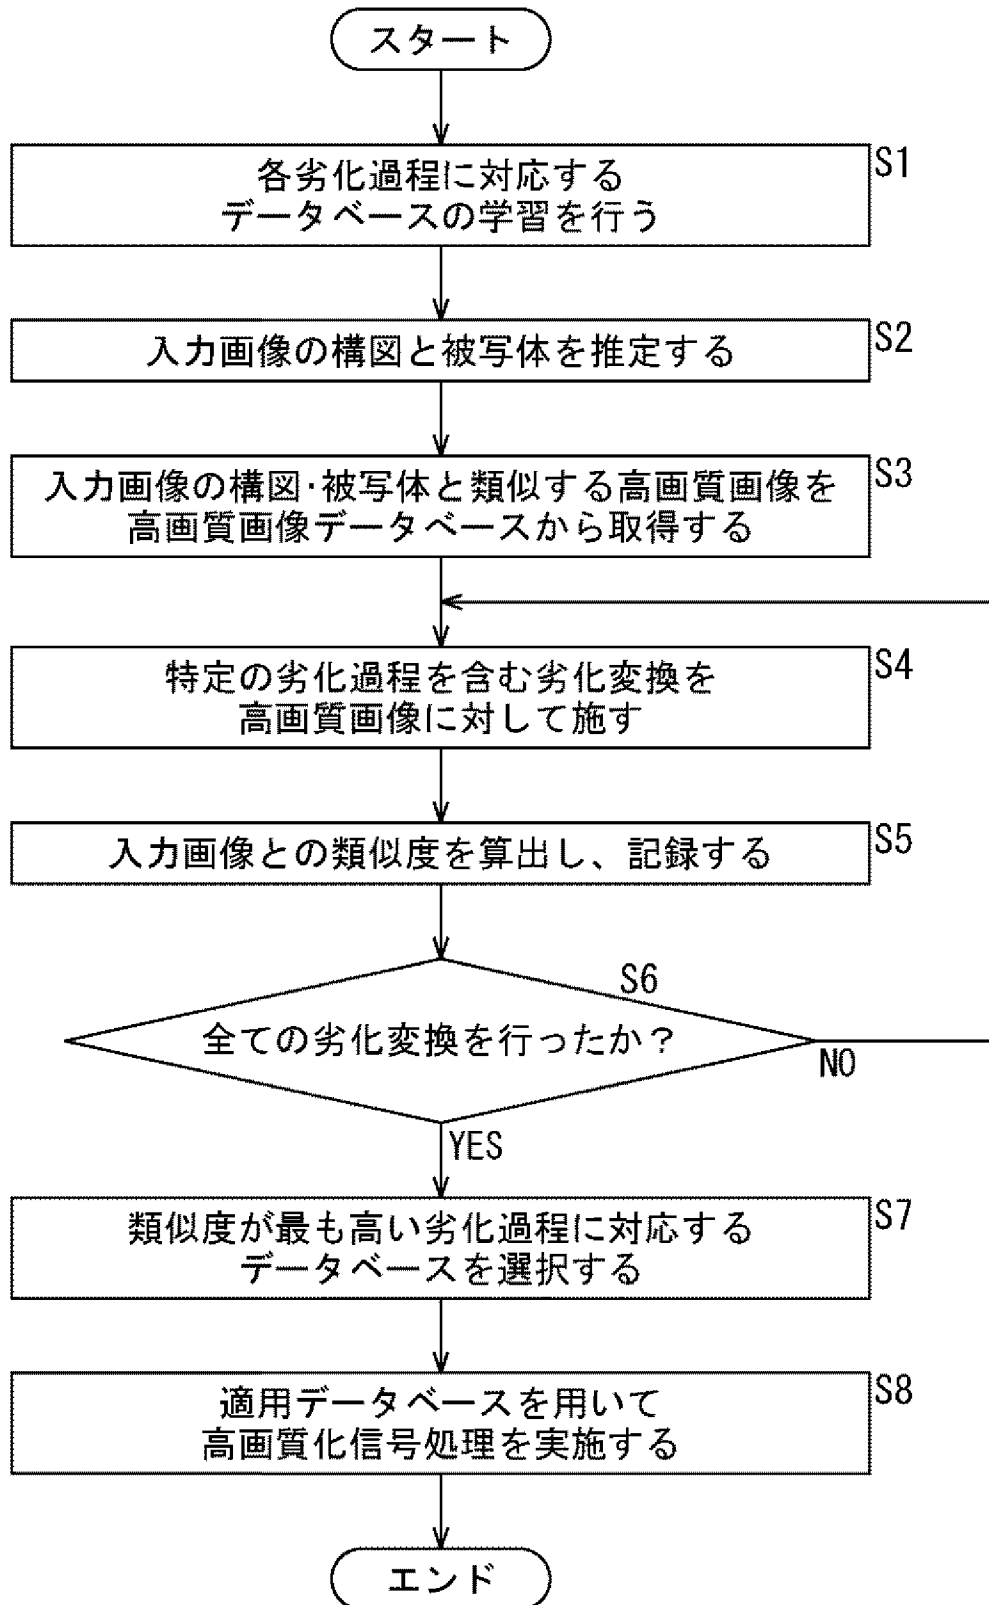 スタート
各劣化過程に対応する
データベースの学習を行う
S1
入力画像の構図と被写体を推定する
S2
入力画像の構図·被写体と類似する高画質画像を
高画質画像データベースから取得する
S3
特定の劣化過程を含む劣化変換を
高画質画像に対して施す
S4
入力画像との類似度を算出し、記録する
S5
S6
全ての劣化変換を行ったか？
NO
YES
類似度が最も高い劣化過程に対応する
データベースを選択する
S7
適用データベースを用いて
高画質化信号処理を実施する
S8
エンド